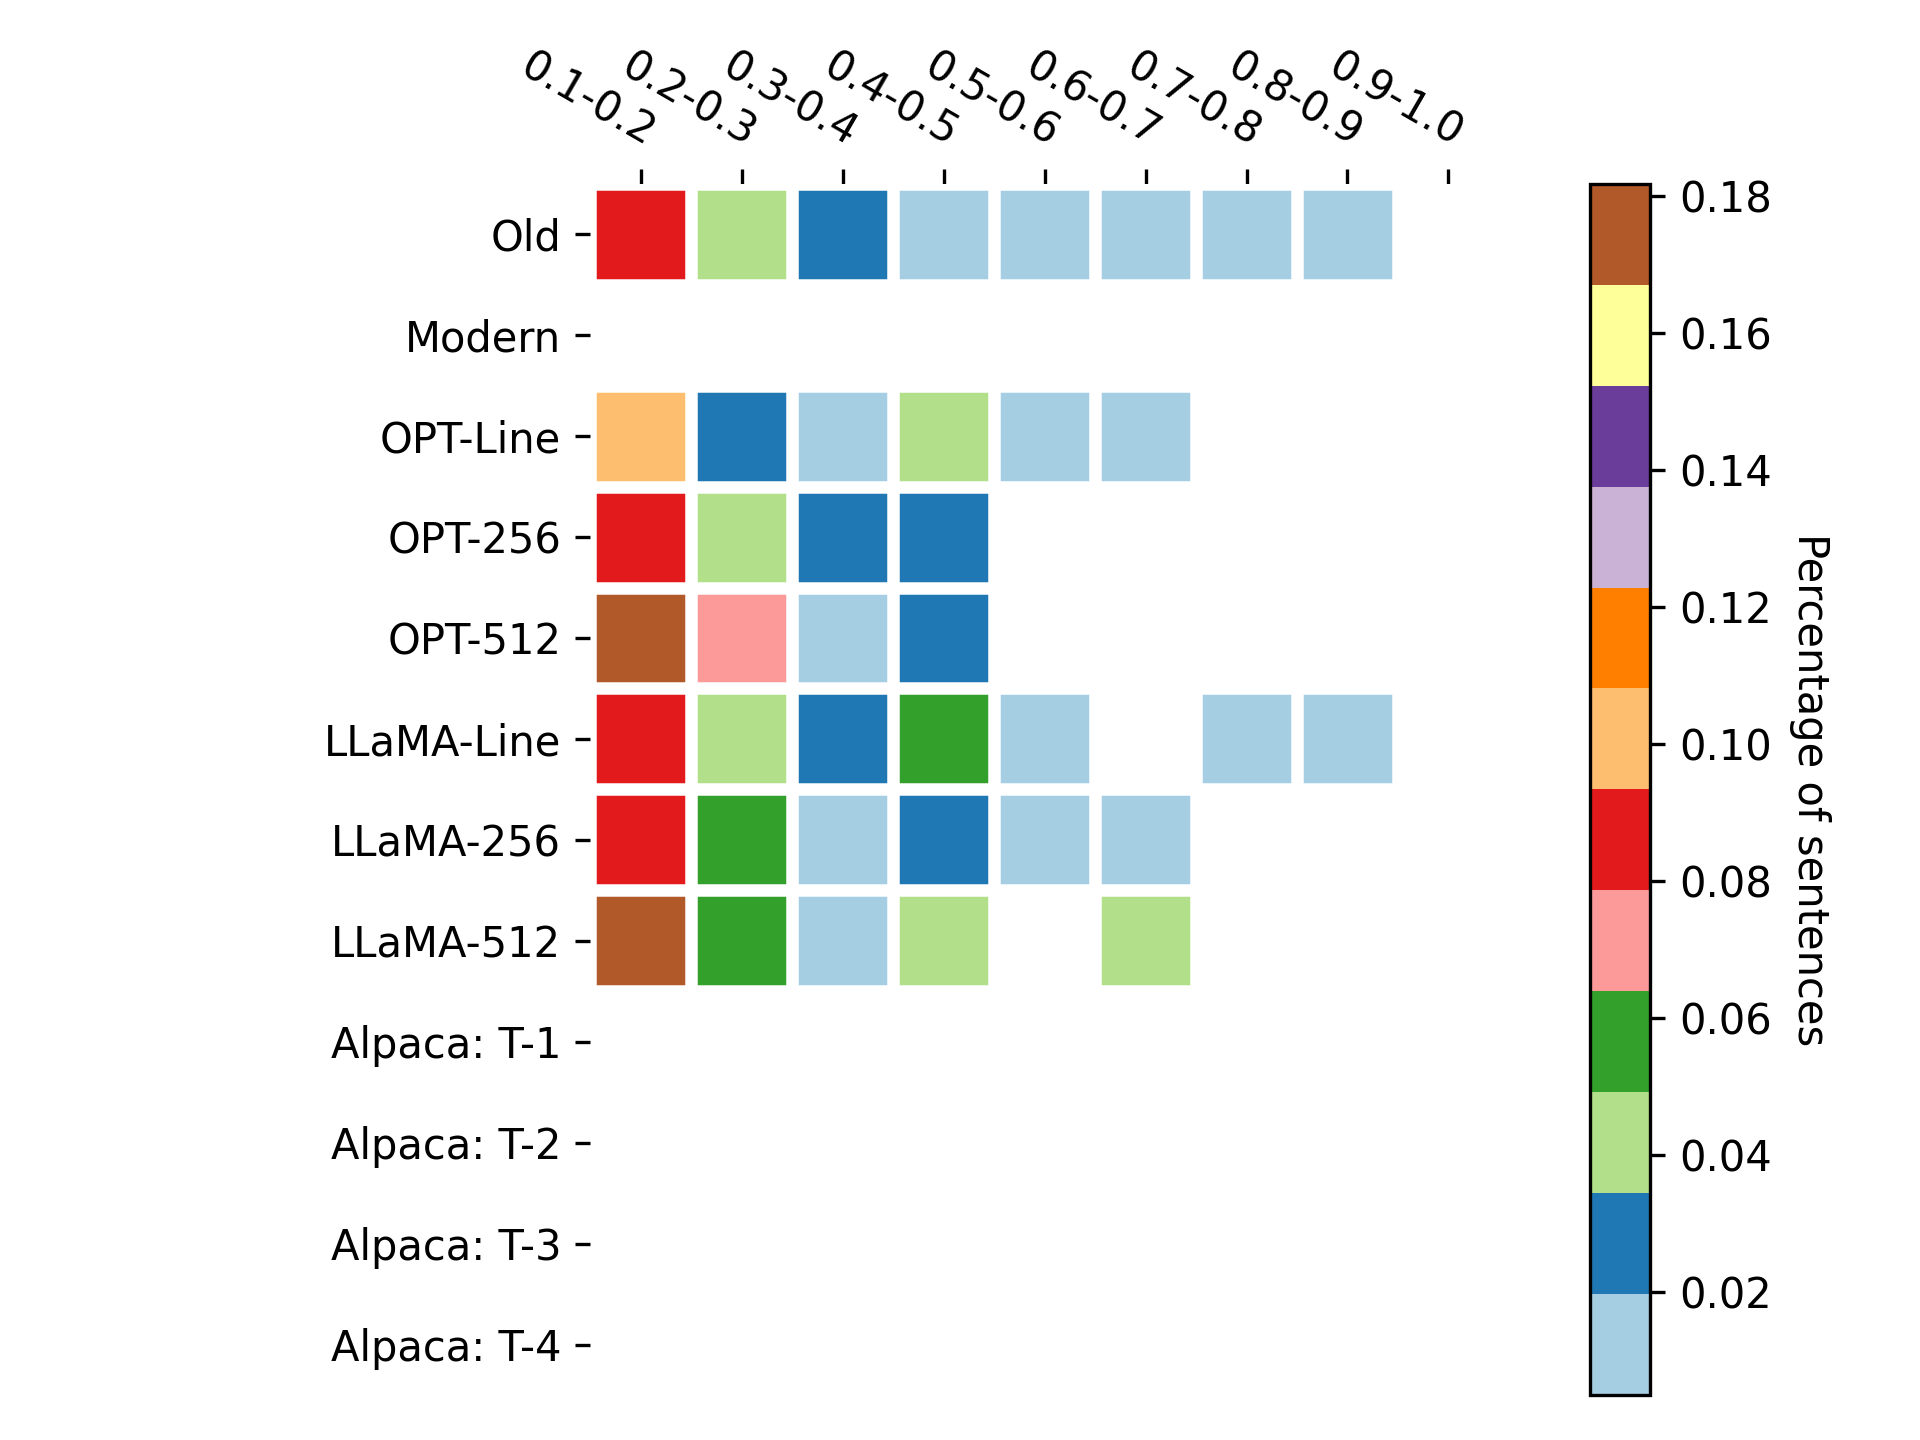 0.1-0.2
0.2-0.3
0.3-0.4
0.4-0.5
0.5-0.6
0.6-0.7
0.7-0.8
0.8-0.9
0.9-1.0
Old
Modern
OPT-Line
OPT-256
OPT-512
LLaMA-Line
LLaMA-256
LLaMA-512
Alpaca: T-1
Alpaca: T-2
Alpaca: T-3
Alpaca: T-4
0.18
0.16
0.14
0.12
0.10
0.08
0.06
0.04
0.02
Percentage of sentences